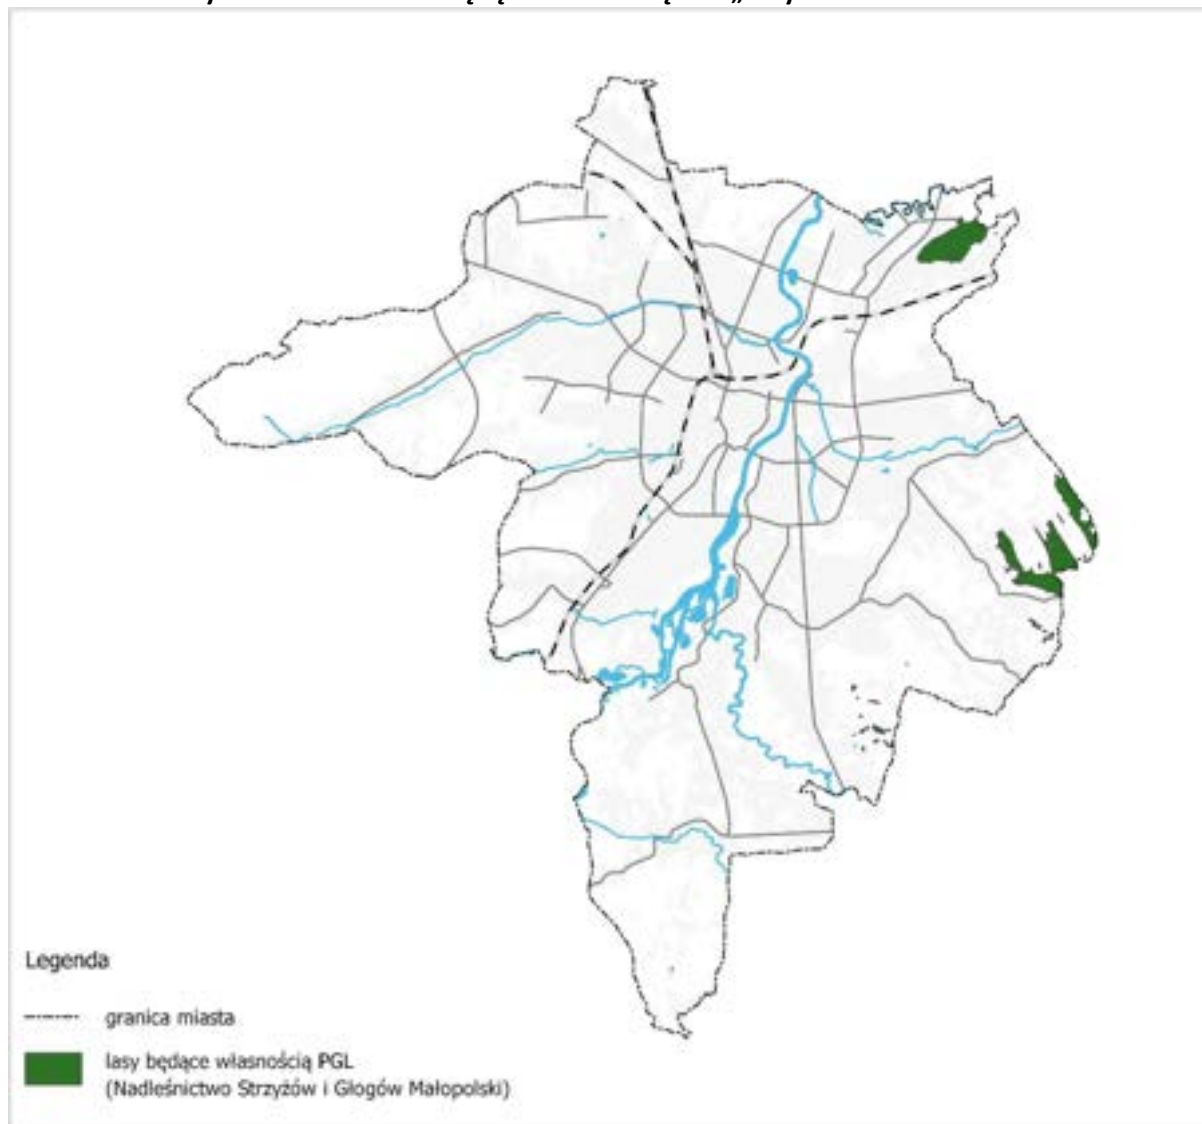 Legenda
granica miasta
lasy będące własnością PGL
(Nadleśnictwo Strzyżów i Głogów Małopolski)